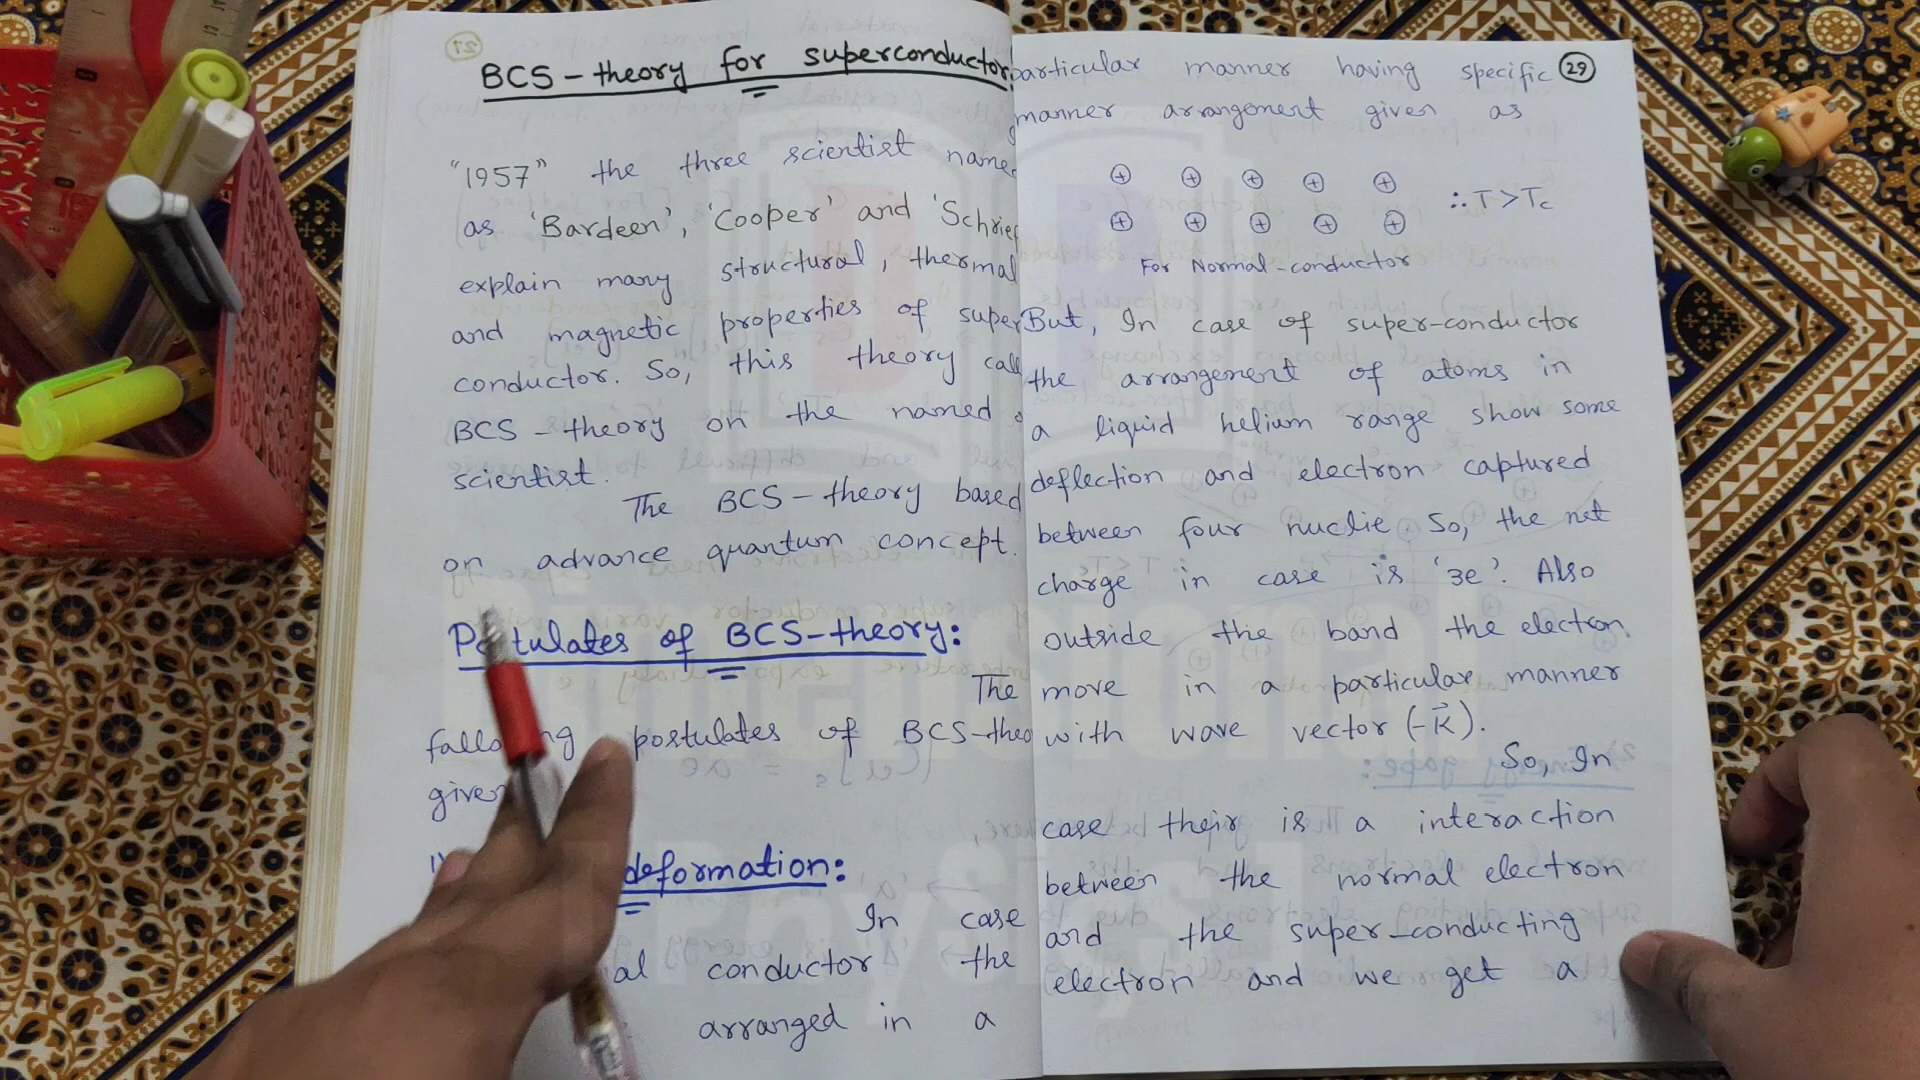 BCS-theory for superconductor:
"1957" the three scientist name
as 'Bardeen', 'Cooper' and 'Schrief
explain many structural, thermal
and magnetic properties of super
conductor. So, this theory call
BCS-theory on the named
scientist.
The BCS-theory based
on advance quantum concept.
Postulates of BCS-theory:
The
postulates of BCS-theo
given
deformation:
In case
al conductor the
arranged in a
29
particular manner having specific
manner arrangement given as
+ + + + +
∴ T>Tc
+ + + + +
For Normal-conductor
But, In case of super-conductor
the arrangement of atoms in
a liquid helium range show some
deflection and electron captured
between four nuclie So, the net
charge in case is '3e'. Also
outside the band the electron
move in a particular manner
with wave vector (-K⃗).
So, In
case their is a interaction
between the normal electron
and the super-conducting
electron and we get a